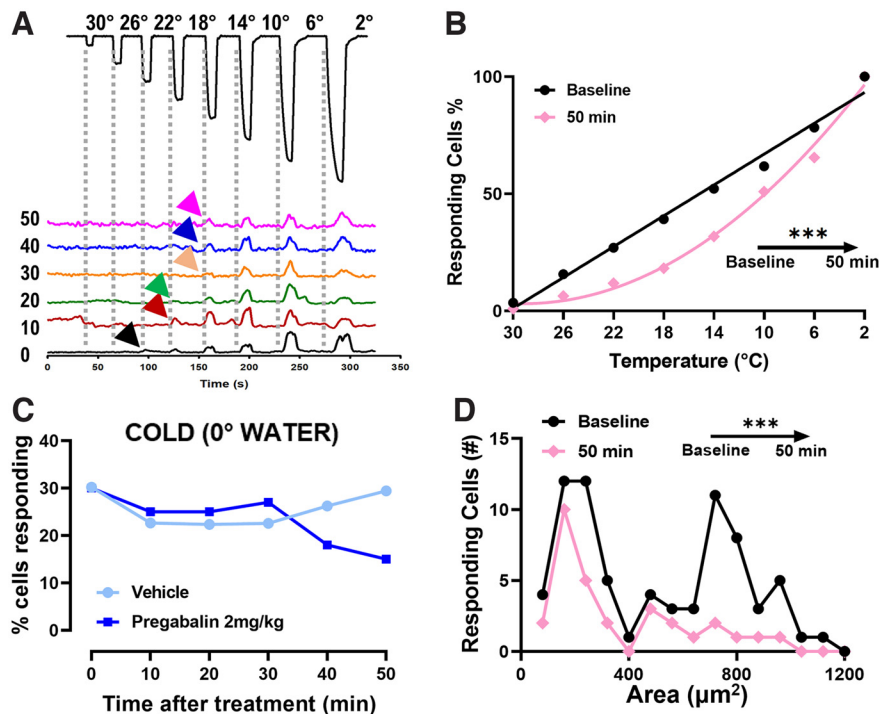 A
30° 26° 22° 18° 14° 10° 6° 2°
50
40
30
20
10
0
0 50 100 150 200 250 300 350
Time (s)
B
100
50
0
Responding Cells %
Baseline
50 min
***
Baseline 50 min
30 26 22 18 14 10 6 2
Temperature (°C)
C
COLD (0° WATER)
40
30
20
10
0
% cells responding
Vehicle
Pregabalin 2mg/kg
0 10 20 30 40 50
Time after treatment (min)
D
Baseline
50 min
***
Baseline 50 min
15
10
5
0
Responding Cells (#)
0 400 800 1200
Area (µm²)